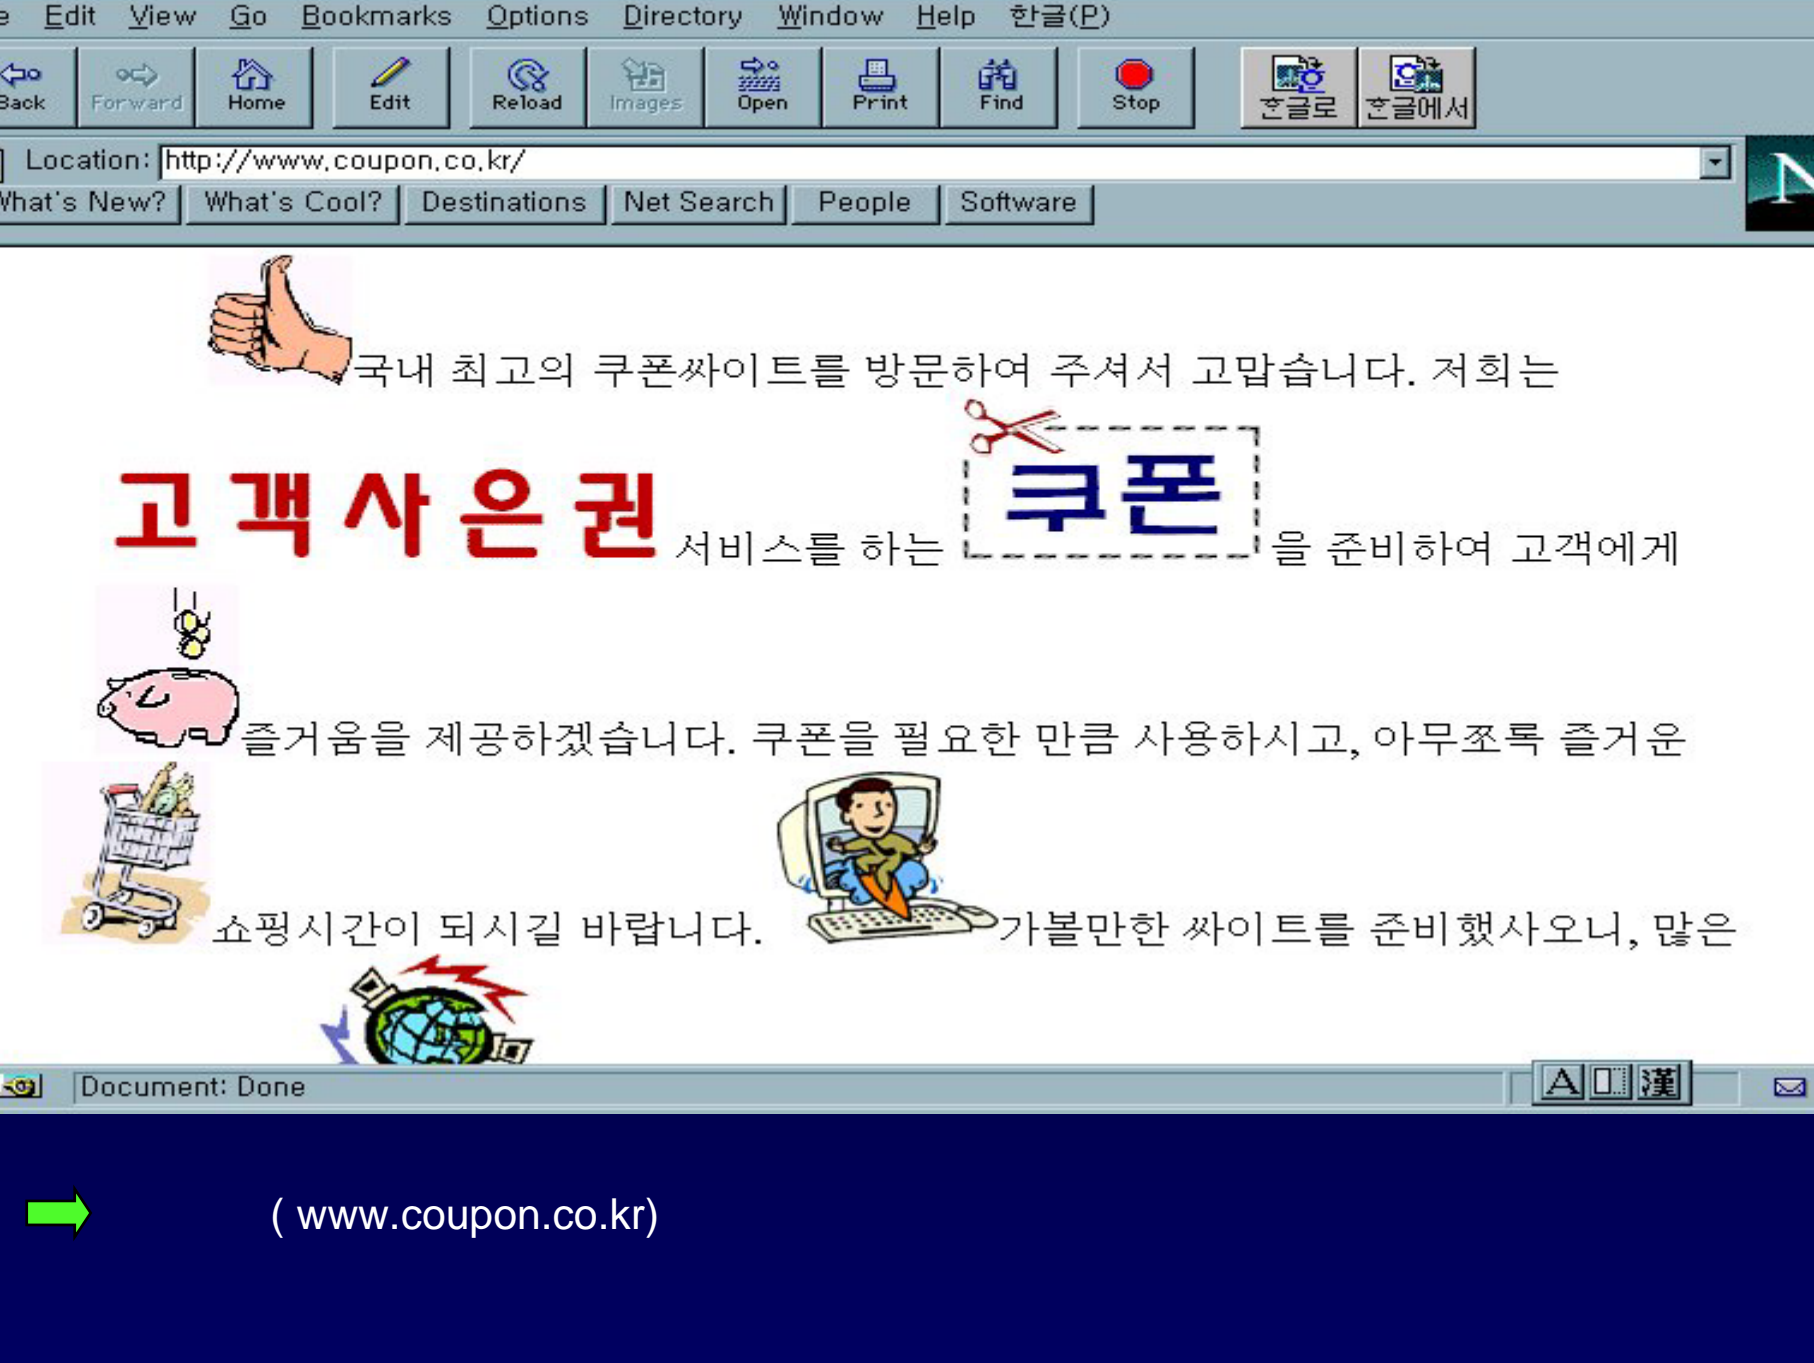 Edit View Go Bookmarks Options Directory Window Help 한글(P)
Back Forward Home Edit Reload Images Open Print Find Stop 한글로 한글에서
Location: http://www.coupon.co.kr/
What's New? What's Cool? Destinations Net Search People Software
N
국내 최고의 쿠폰싸이트를 방문하여 주셔서 고맙습니다. 저희는
고객사은권 서비스를 하는 쿠폰 을 준비하여 고객에게
즐거움을 제공하겠습니다. 쿠폰을 필요한 만큼 사용하시고, 아무쪼록 즐거운
쇼핑시간이 되시길 바랍니다. 가볼만한 싸이트를 준비했사오니, 많은
Document: Done A 漢
( www.coupon.co.kr)